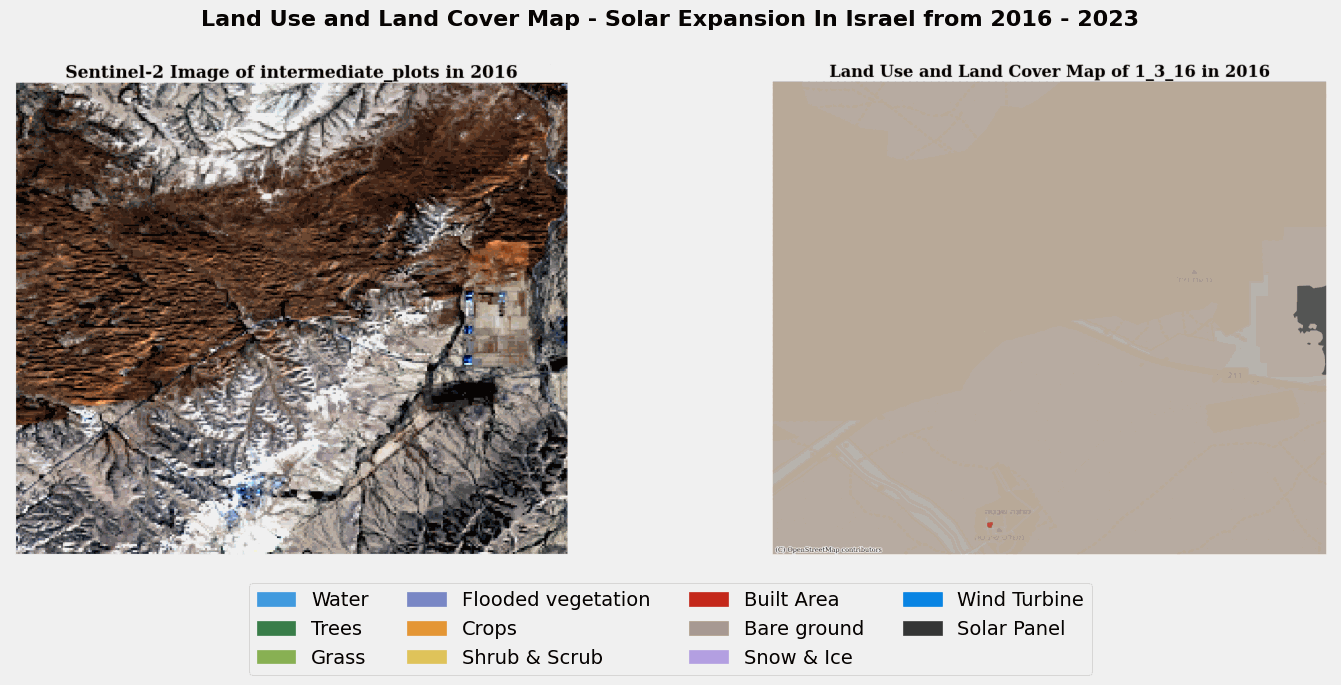 Land Use and Land Cover Map - Solar Expansion In Israel from 2016 - 2023
Sentinel-2 Image of intermediate_plots in 2016
Land Use and Land Cover Map of 1_3_16 in 2016
(C) OpenStreetMap contributors
Water
Flooded vegetation
Built Area
Wind Turbine
Trees
Crops
Bare ground
Solar Panel
Grass
Shrub & Scrub
Snow & Ice